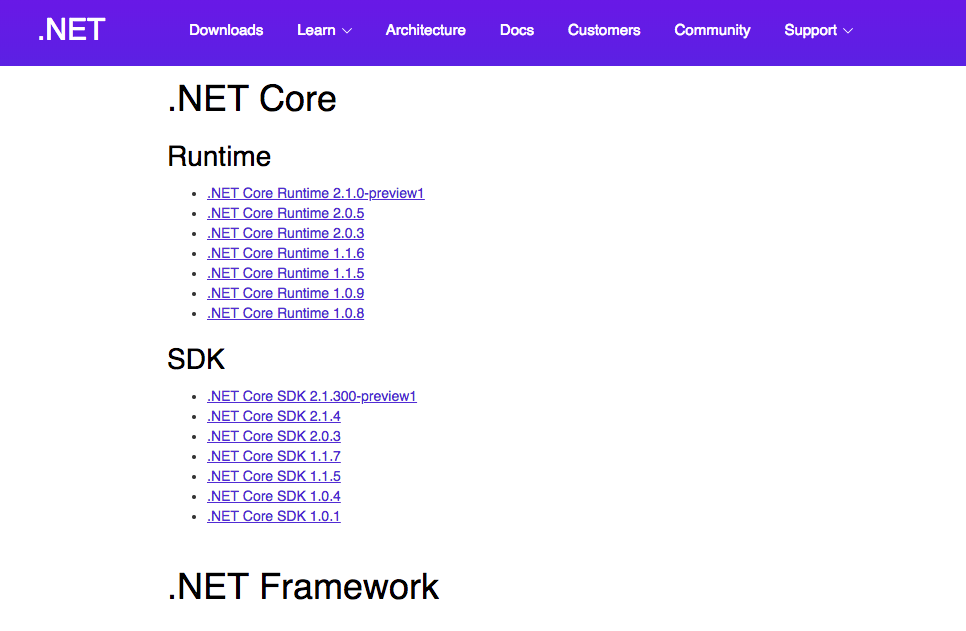 .NET Downloads Learn Architecture Docs Customers Community Support
.NET Core
Runtime
.NET Core Runtime 2.1.0-preview1
.NET Core Runtime 2.0.5
.NET Core Runtime 2.0.3
.NET Core Runtime 1.1.6
.NET Core Runtime 1.1.5
.NET Core Runtime 1.0.9
.NET Core Runtime 1.0.8
SDK
.NET Core SDK 2.1.300-preview1
.NET Core SDK 2.1.4
.NET Core SDK 2.0.3
.NET Core SDK 1.1.7
.NET Core SDK 1.1.5
.NET Core SDK 1.0.4
.NET Core SDK 1.0.1
.NET Framework